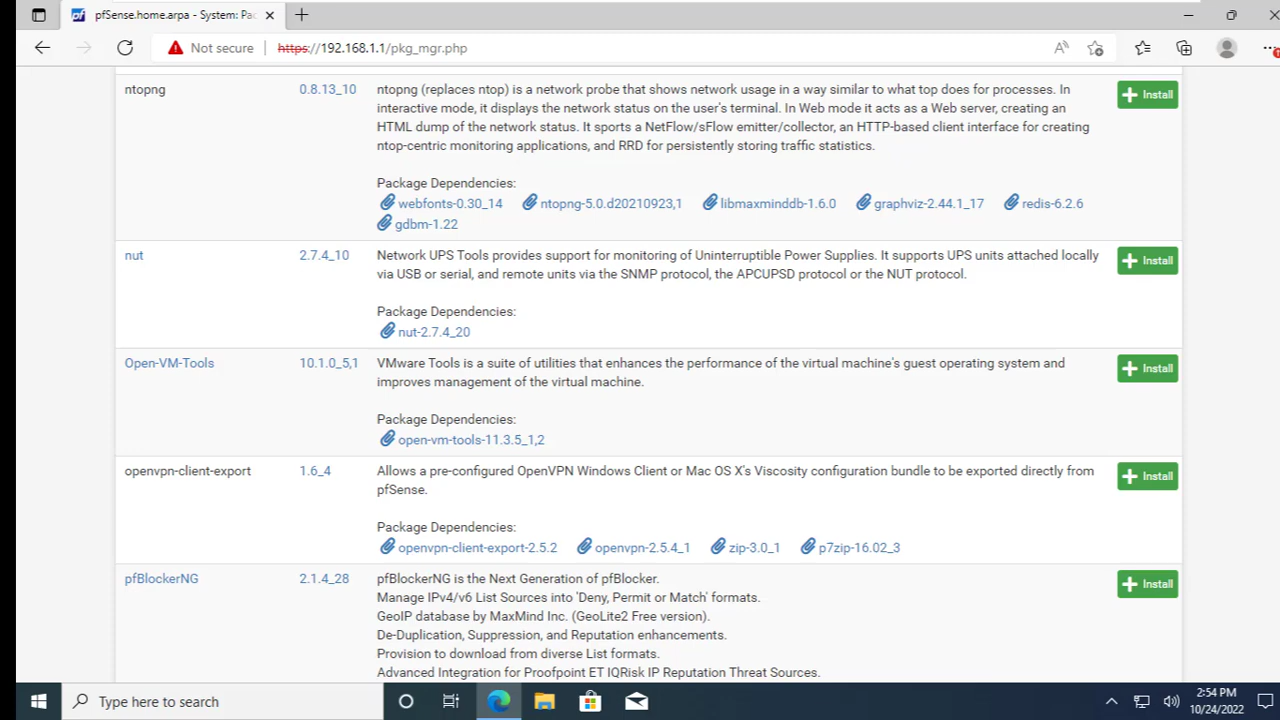 pfSense.home.arpa - System: Pac
Not secure
https://192.168.1.1/pkg_mgr.php
ntopng
0.8.13_10
ntopng (replaces ntop) is a network probe that shows network usage in a way similar to what top does for processes. In
interactive mode, it displays the network status on the user's terminal. In Web mode it acts as a Web server, creating an
HTML dump of the network status. It sports a NetFlow/sFlow emitter/collector, an HTTP-based client interface for creating
ntop-centric monitoring applications, and RRD for persistently storing traffic statistics.
Install
Package Dependencies:
webfonts-0.30_14 ntopng-5.0.d20210923,1 libmaxminddb-1.6.0 graphviz-2.44.1_17 redis-6.2.6
gdbm-1.22
nut
2.7.4_10
Network UPS Tools provides support for monitoring of Uninterruptible Power Supplies. It supports UPS units attached locally
via USB or serial, and remote units via the SNMP protocol, the APCUPSD protocol or the NUT protocol.
Install
Package Dependencies:
nut-2.7.4_20
Open-VM-Tools
10.1.0_5,1
VMware Tools is a suite of utilities that enhances the performance of the virtual machine's guest operating system and
improves management of the virtual machine.
Install
Package Dependencies:
open-vm-tools-11.3.5_1,2
openvpn-client-export
1.6_4
Allows a pre-configured OpenVPN Windows Client or Mac OS X's Viscosity configuration bundle to be exported directly from
pfSense.
Install
Package Dependencies:
openvpn-client-export-2.5.2 openvpn-2.5.4_1 zip-3.0_1 p7zip-16.02_3
pfBlockerNG
2.1.4_28
pfBlockerNG is the Next Generation of pfBlocker.
Manage IPv4/v6 List Sources into 'Deny, Permit or Match' formats.
GeoIP database by MaxMind Inc. (GeoLite2 Free version).
De-Duplication, Suppression, and Reputation enhancements.
Provision to download from diverse List formats.
Advanced Integration for Proofpoint ET IQRisk IP Reputation Threat Sources.
Install
Type here to search
2:54 PM
10/24/2022